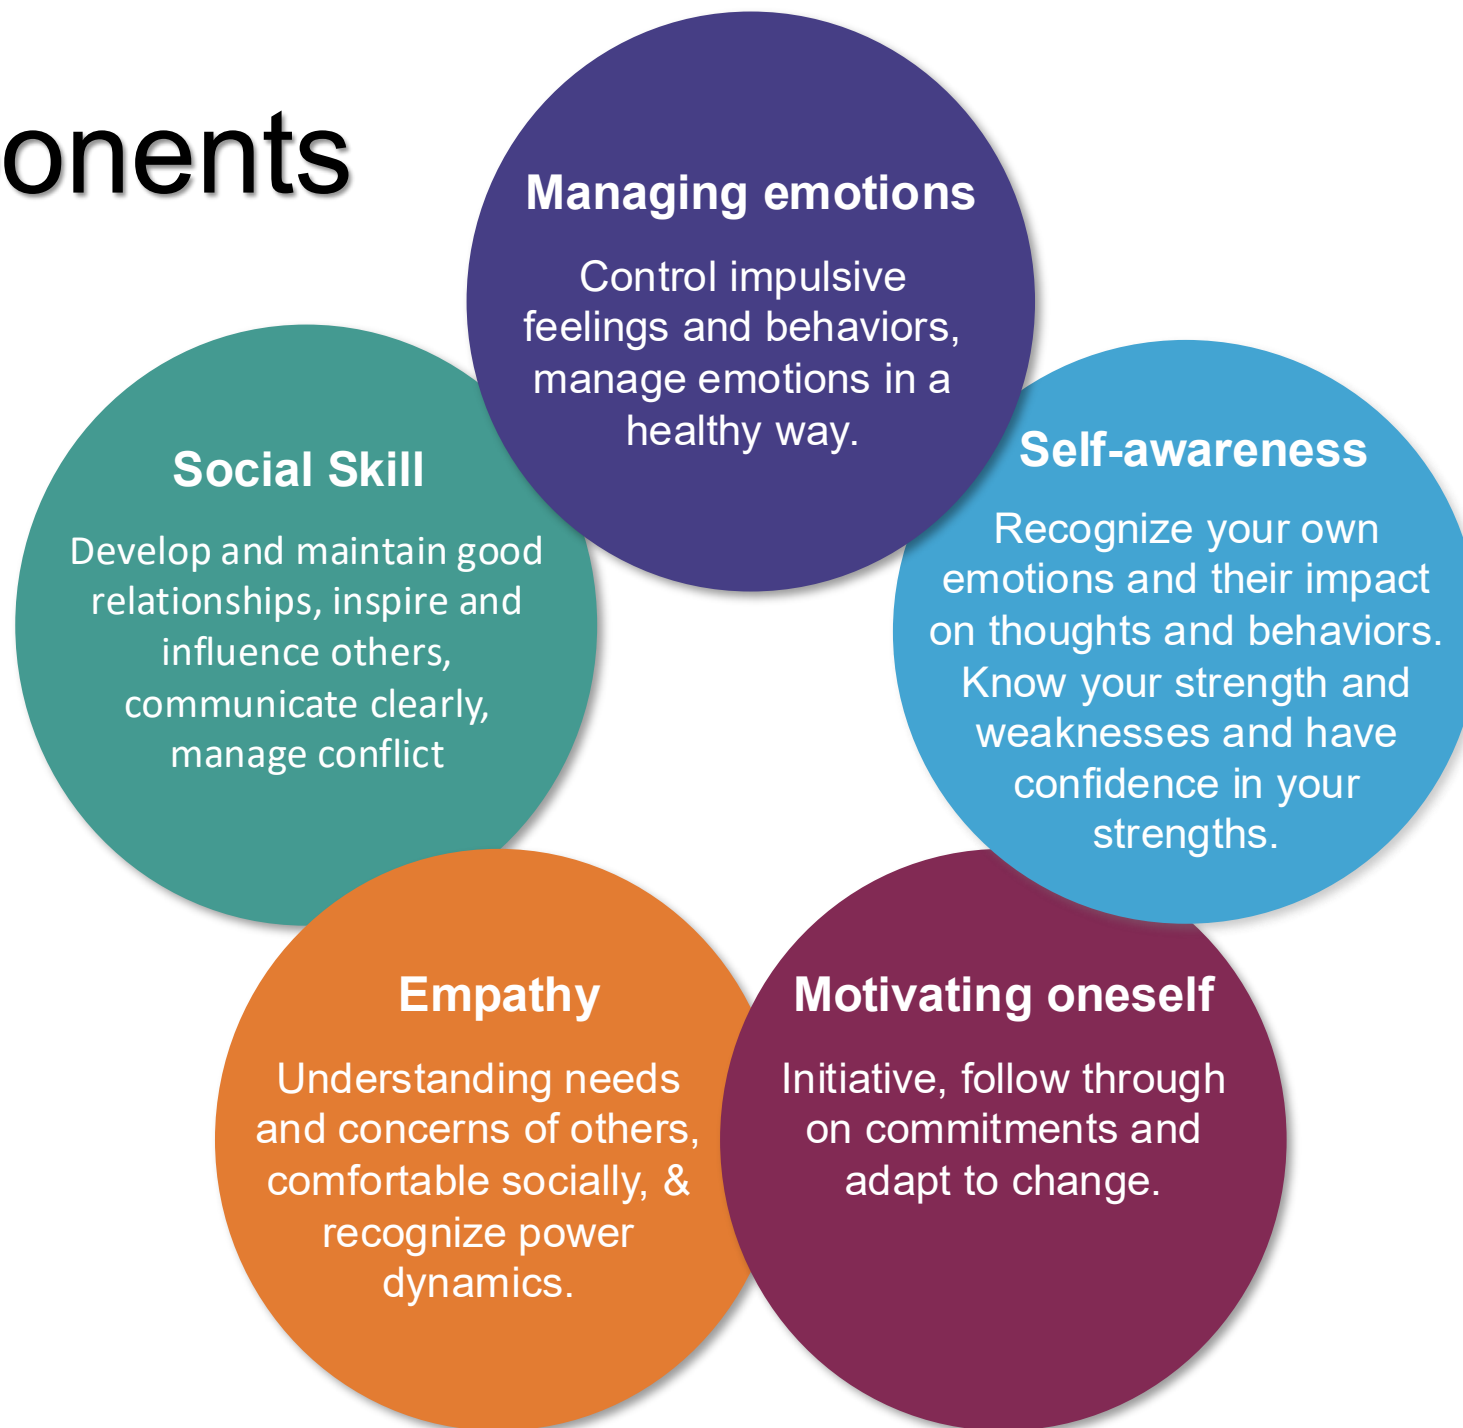 onents
Managing emotions
Control impulsive
feelings and behaviors,
manage emotions in a
healthy way.
Social Skill
Develop and maintain good
relationships, inspire and
influence others,
communicate clearly,
manage conflict
Self-awareness
Recognize your own
emotions and their impact
on thoughts and behaviors.
Know your strength and
weaknesses and have
confidence in your
strengths.
Empathy
Understanding needs
and concerns of others,
comfortable socially, &
recognize power
dynamics.
Motivating oneself
Initiative, follow through
on commitments and
adapt to change.